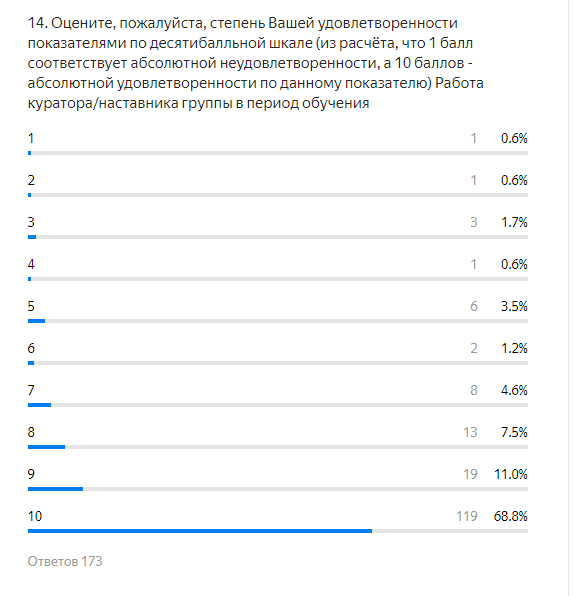 14. Оцените, пожалуйста, степень Вашей удовлетворенности
показателями по десятибалльной шкале (из расчёта, что 1 балл
соответствует абсолютной неудовлетворенности, а 10 баллов -
абсолютной удовлетворенности по данному показателю) Работа
куратора/наставника группы в период обучения
1 1 0.6%
2 1 0.6%
3 3 1.7%
4 1 0.6%
5 6 3.5%
6 2 1.2%
7 8 4.6%
8 13 7.5%
9 19 11.0%
10 119 68.8%
Ответов 173